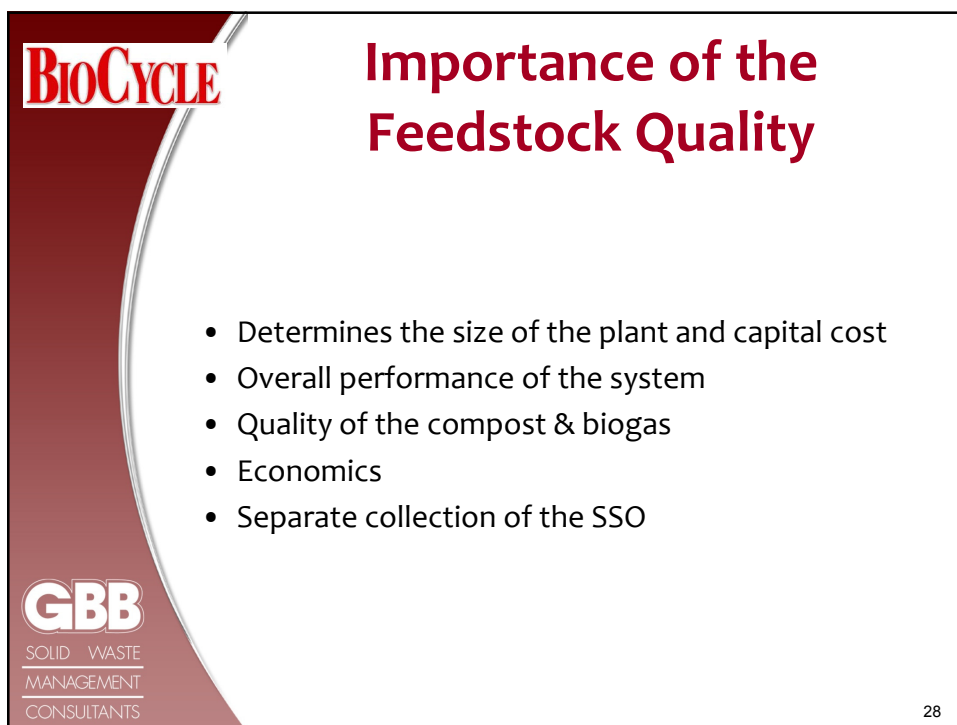 BIOCYCLE
Importance of the
Feedstock Quality
• Determines the size of the plant and capital cost
• Overall performance of the system
• Quality of the compost & biogas
• Economics
• Separate collection of the SSO
GBB
SOLID WASTE
MANAGEMENT
CONSULTANTS
28